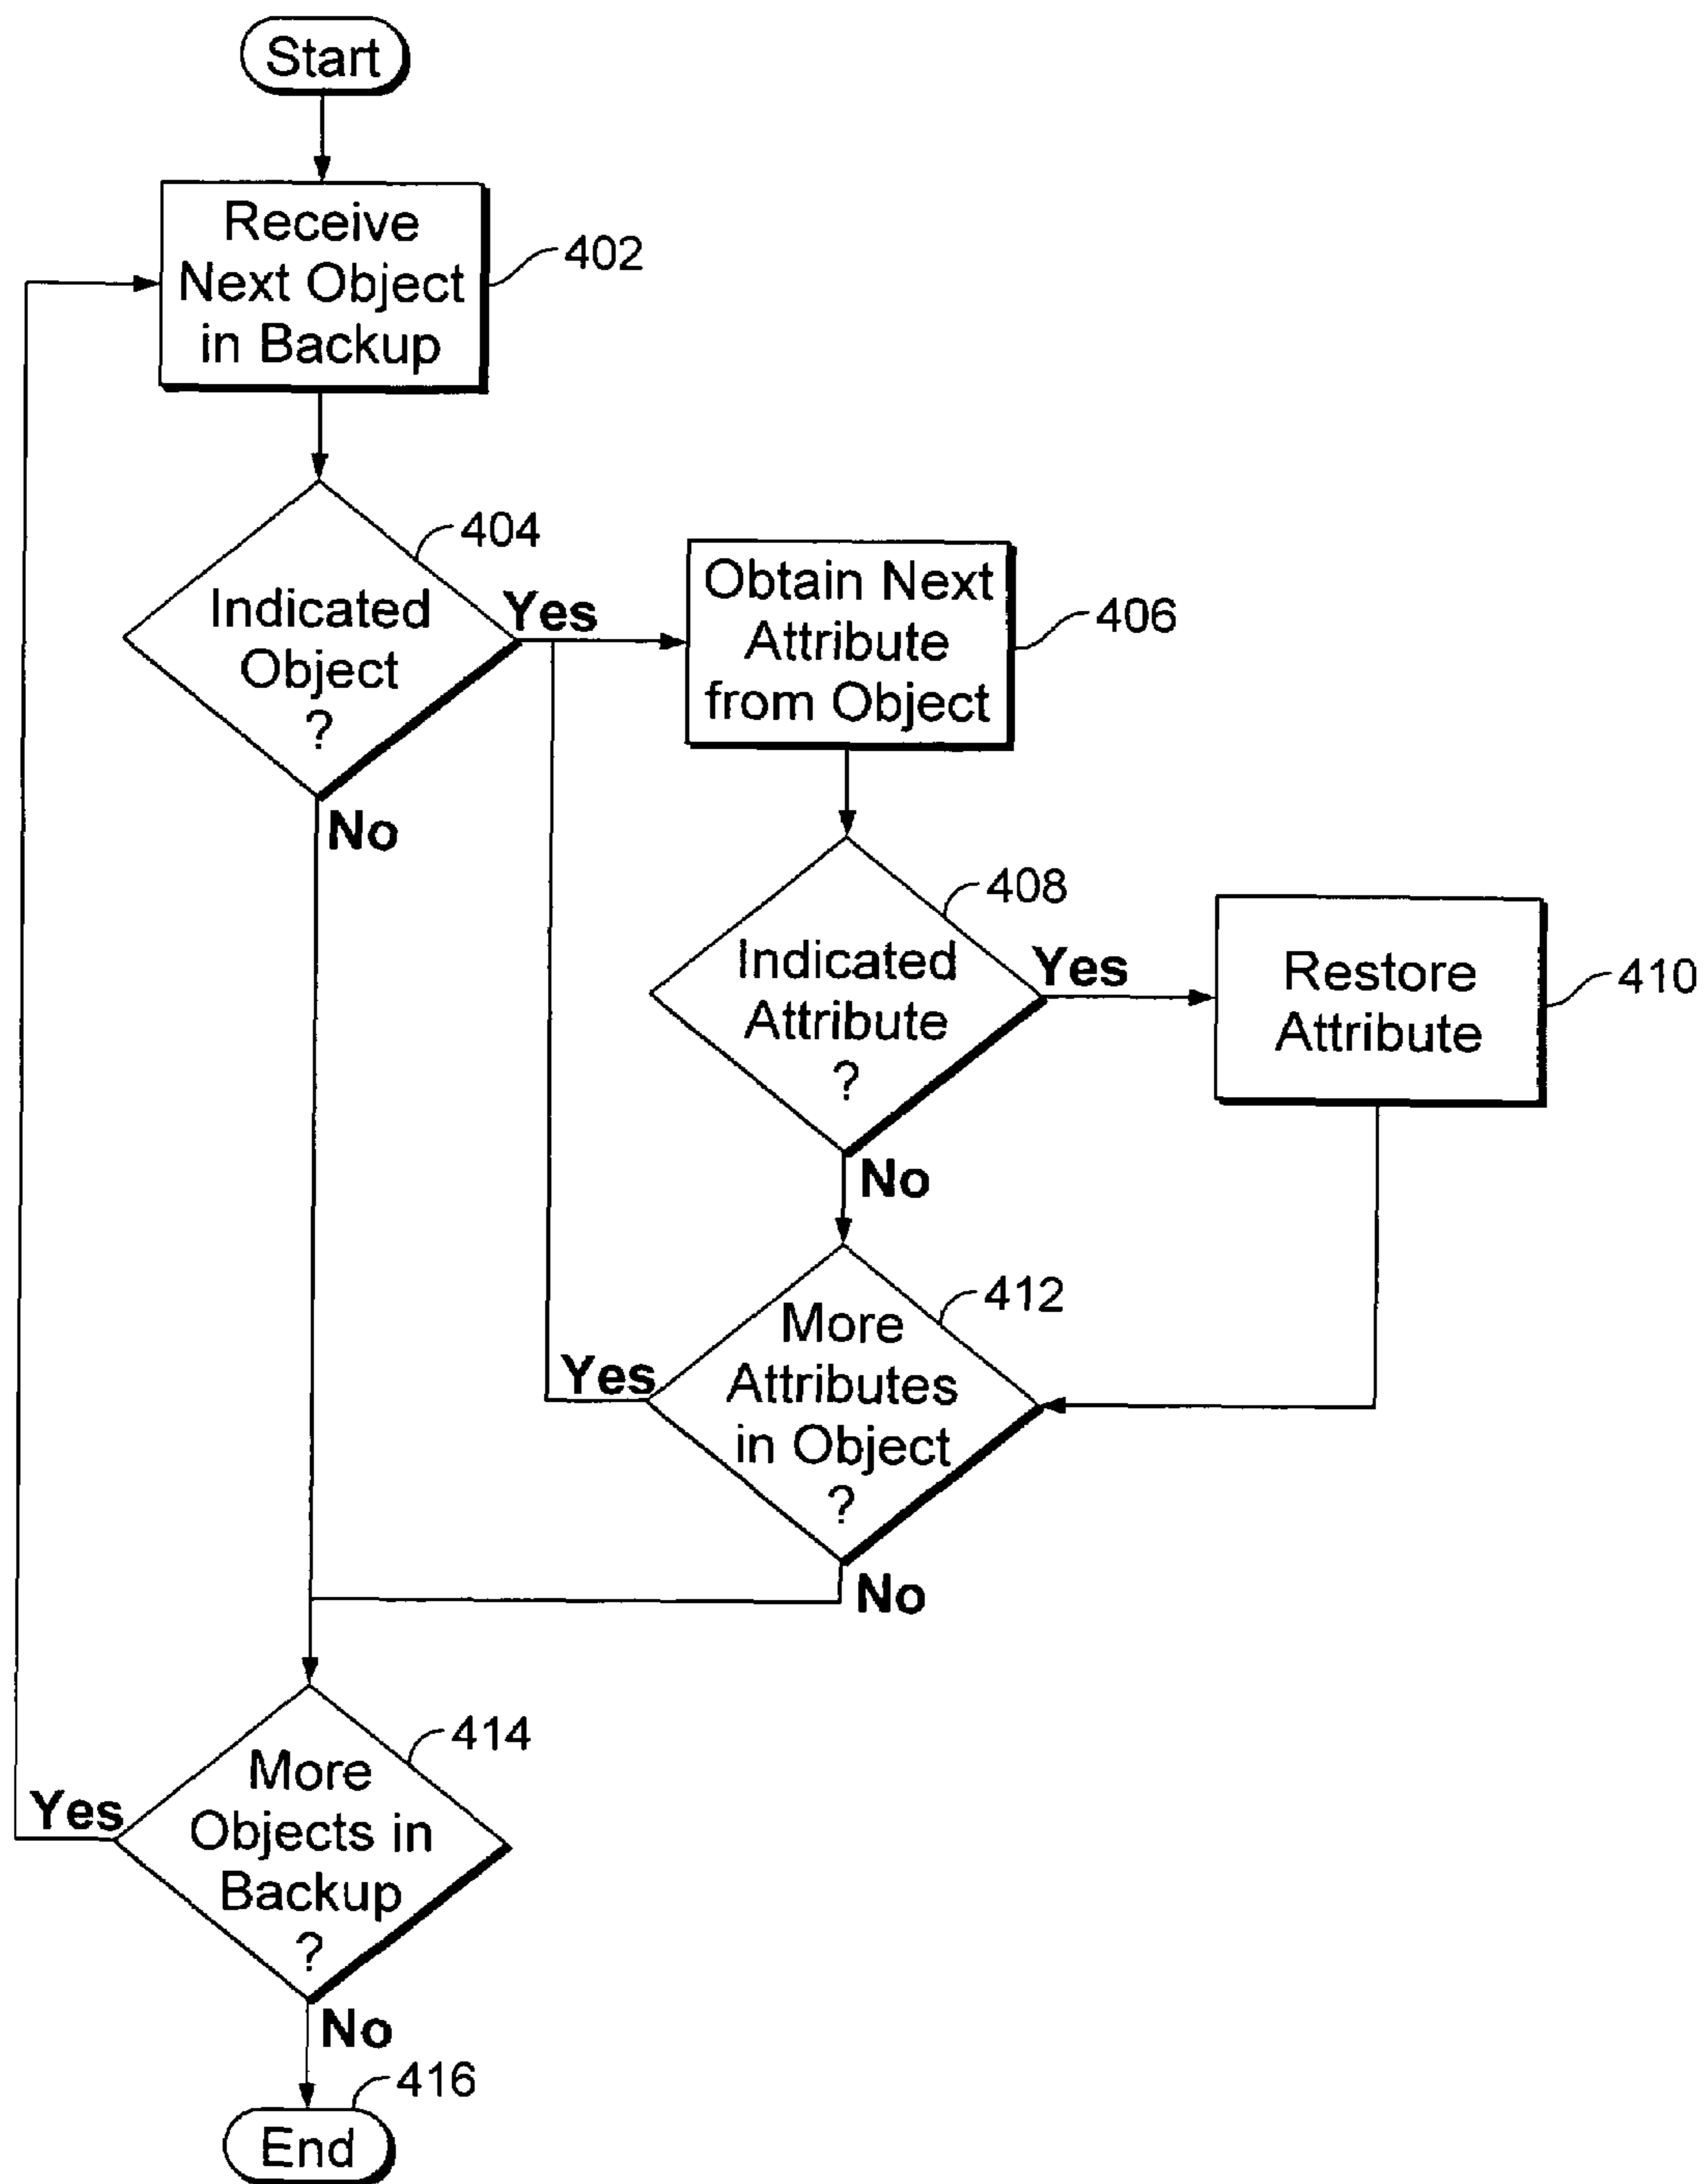 Start
Receive
Next Object
in Backup
402
404
Indicated
Object
?
Yes
No
Obtain Next
Attribute
from Object
406
408
Indicated
Attribute
?
Yes
No
Restore
Attribute
410
412
More
Attributes
in Object
?
Yes
No
414
More
Objects in
Backup
?
Yes
No
416
End